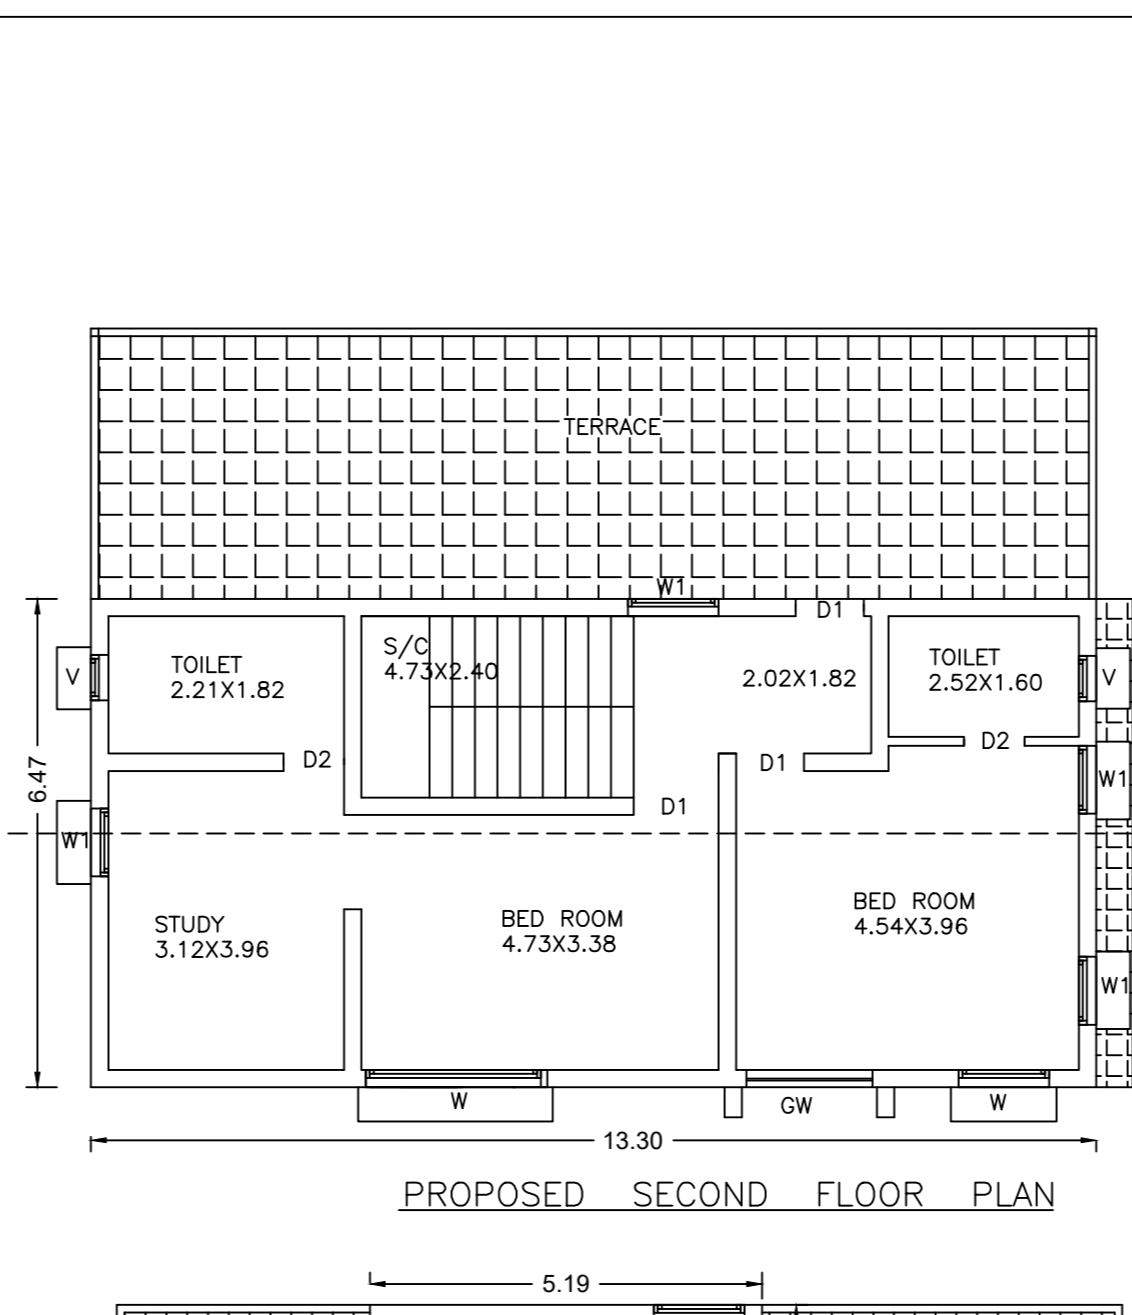 TERRACE
W1
D1
S/C
4.73X2.40
TOILET
2.21X1.82
2.02X1.82
TOILET
2.52X1.60
V
V
D2
D1
D2
6.47
D1
W1
W1
STUDY
3.12X3.96
BED ROOM
4.73X3.38
BED ROOM
4.54X3.96
W1
W
GW
W
13.30
PROPOSED SECOND FLOOR PLAN
5.19